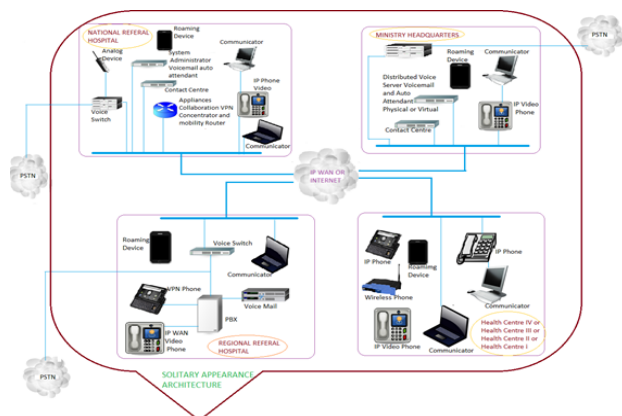 NATIONAL REFERAL
HOSPITAL
Analog
Device
Roaming
Device
System
Administrator
Voicemail auto
attendant
Contact Centre
Appliances
Collaboration VPN
Concentrator and
mobility Router
Communicator
IP Phone
Video
Communicator
Voice
Switch
PSTN
MINISTRY HEADQUARTERS
Roaming
Device
Communicator
Distributed Voice
Server Voicemail
and Auto
Attendant
Physical or Virtual
Contact Centre
IP Video
Phone
PSTN
IP WAN OR
INTERNET
Roaming
Device
Voice Switch
Communicator
VPN Phone
PBX
Voice Mail
IP WAN
Video
Phone
REGIONAL REFERAL
HOSPITAL
PSTN
IP Phone
Roaming
Device
IP Phone
Wireless Phone
Communicator
IP Video Phone
Communicator
Health Centre IV or
Health Centre III or
Health Centre II or
Health Centre i
SOLITARY APPEARANCE
ARCHITECTURE